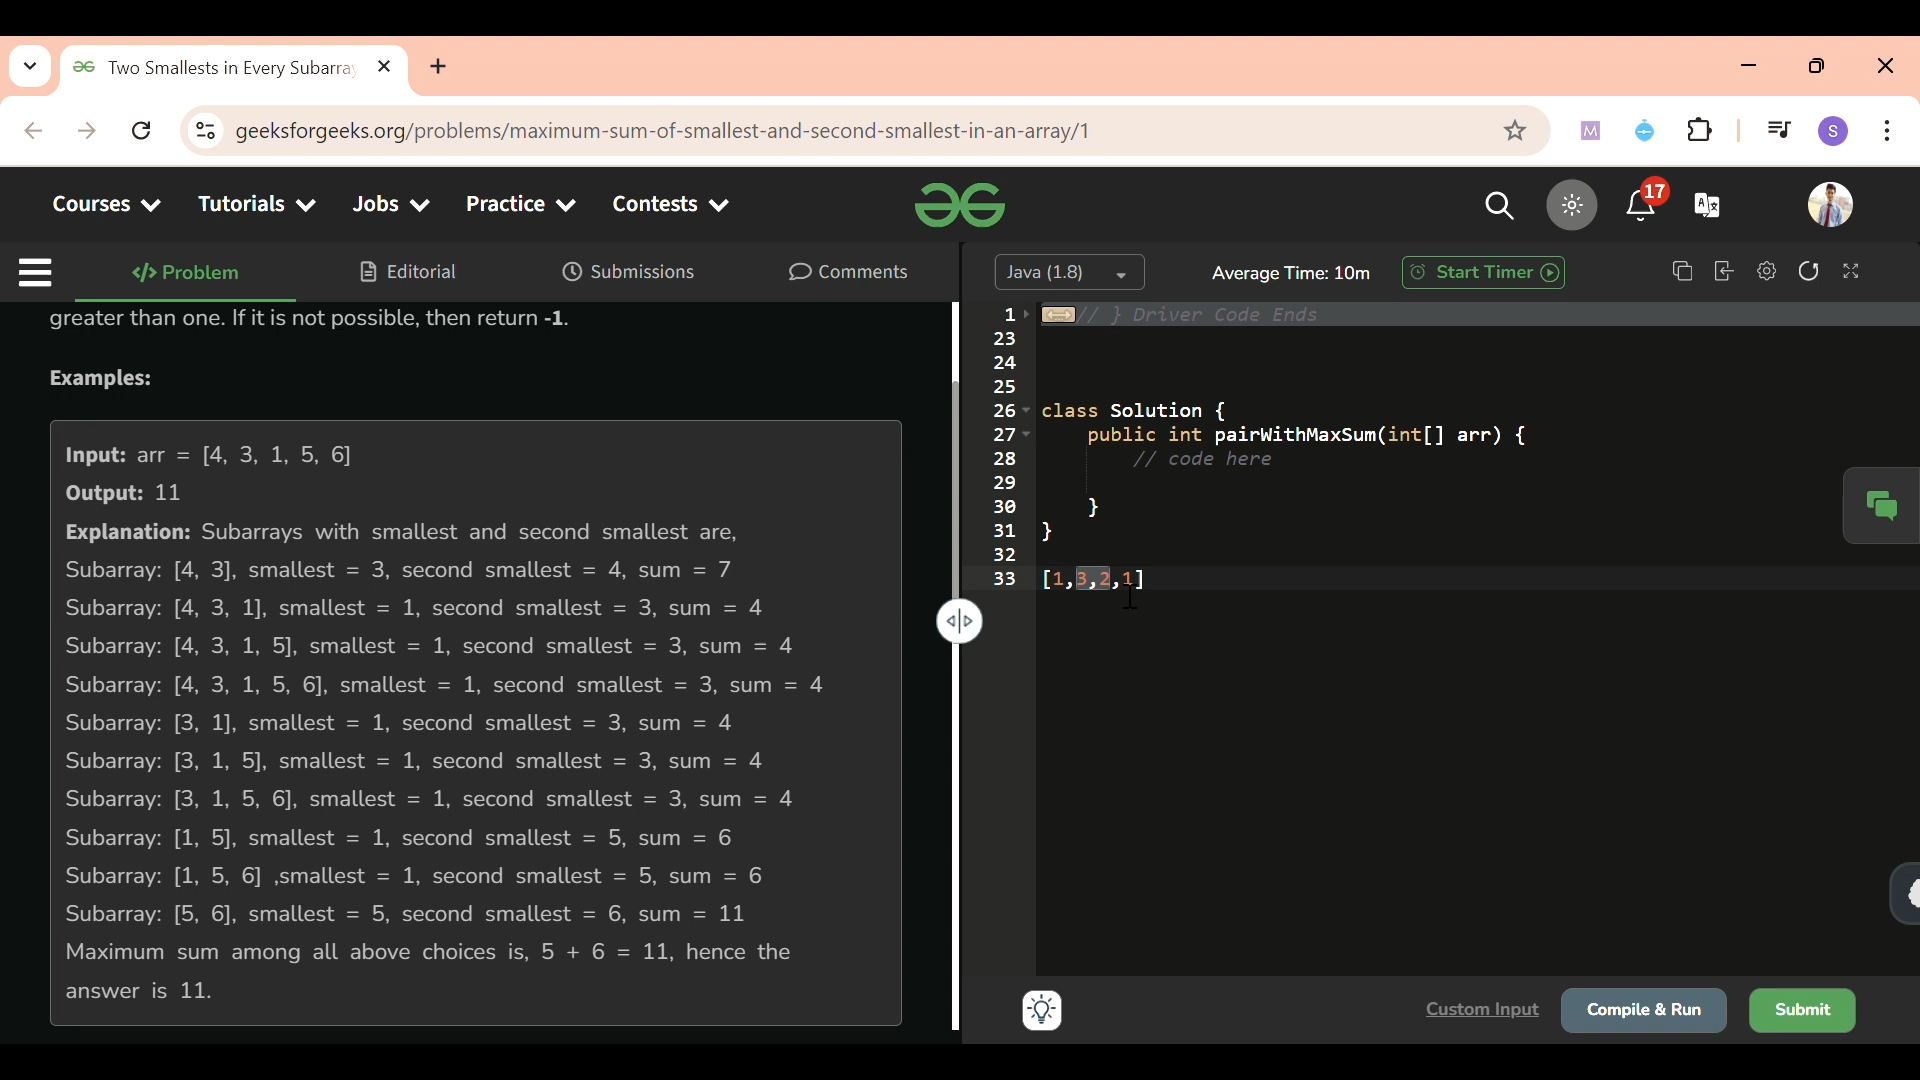 Two Smallests in Every Subarray
geeksforgeeks.org/problems/maximum-sum-of-smallest-and-second-smallest-in-an-array/1
M
S
Courses
Tutorials
Jobs
Practice
Contests
17
</> Problem
Editorial
Submissions
Comments
Java (1.8)
Average Time: 10m
Start Timer
greater than one. If it is not possible, then return -1.
Examples:
Input: arr = [4, 3, 1, 5, 6]
Output: 11
Explanation: Subarrays with smallest and second smallest are,
Subarray: [4, 3], smallest = 3, second smallest = 4, sum = 7
Subarray: [4, 3, 1], smallest = 1, second smallest = 3, sum = 4
Subarray: [4, 3, 1, 5], smallest = 1, second smallest = 3, sum = 4
Subarray: [4, 3, 1, 5, 6], smallest = 1, second smallest = 3, sum = 4
Subarray: [3, 1], smallest = 1, second smallest = 3, sum = 4
Subarray: [3, 1, 5], smallest = 1, second smallest = 3, sum = 4
Subarray: [3, 1, 5, 6], smallest = 1, second smallest = 3, sum = 4
Subarray: [1, 5], smallest = 1, second smallest = 5, sum = 6
Subarray: [1, 5, 6] ,smallest = 1, second smallest = 5, sum = 6
Subarray: [5, 6], smallest = 5, second smallest = 6, sum = 11
Maximum sum among all above choices is, 5 + 6 = 11, hence the
answer is 11.
1 // } Driver Code Ends
23
24
25
26 class Solution {
27 public int pairWithMaxSum(int[] arr) {
28 // code here
29
30 }
31 }
32
33 [1,3,2,1]
Custom Input
Compile & Run
Submit